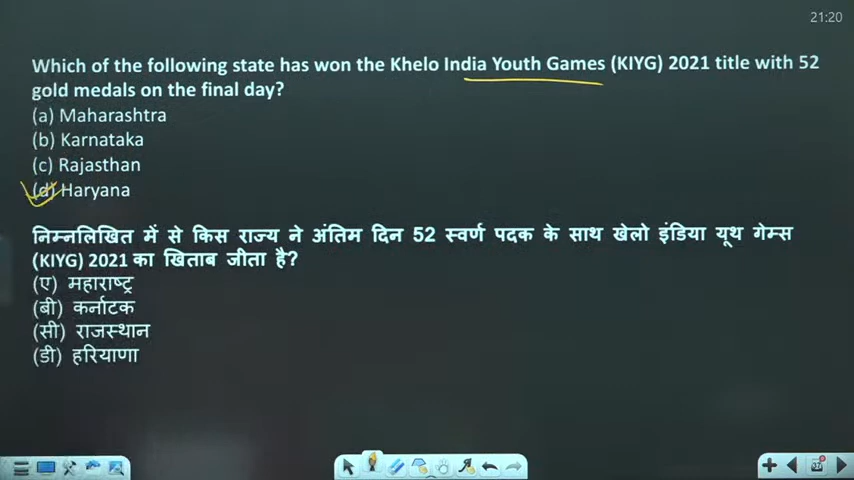 21:20
Which of the following state has won the Khelo India Youth Games (KIYG) 2021 title with 52
gold medals on the final day?
(a) Maharashtra
(b) Karnataka
(c) Rajasthan
(d) Haryana
निम्नलिखित में से किस राज्य ने अंतिम दिन 52 स्वर्ण पदक के साथ खेलो इंडिया यूथ गेम्स
(KIYG) 2021 का खिताब जीता है?
(ए) महाराष्ट्र
(बी) कर्नाटक
(सी) राजस्थान
(डी) हरियाणा